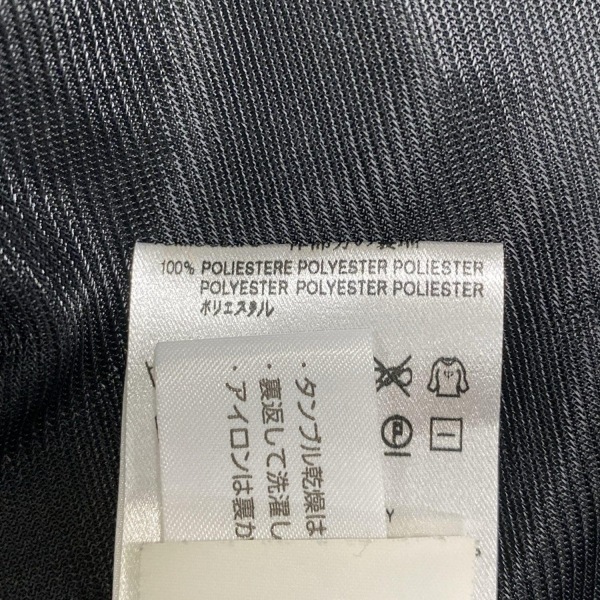 100% POLIESTERE POLYESTER POLIESTER
POLYESTER POLYESTER POLIESTER
ポリエステル
・タンブル乾燥は
・裏返して洗濯し
・アイロンは裏か